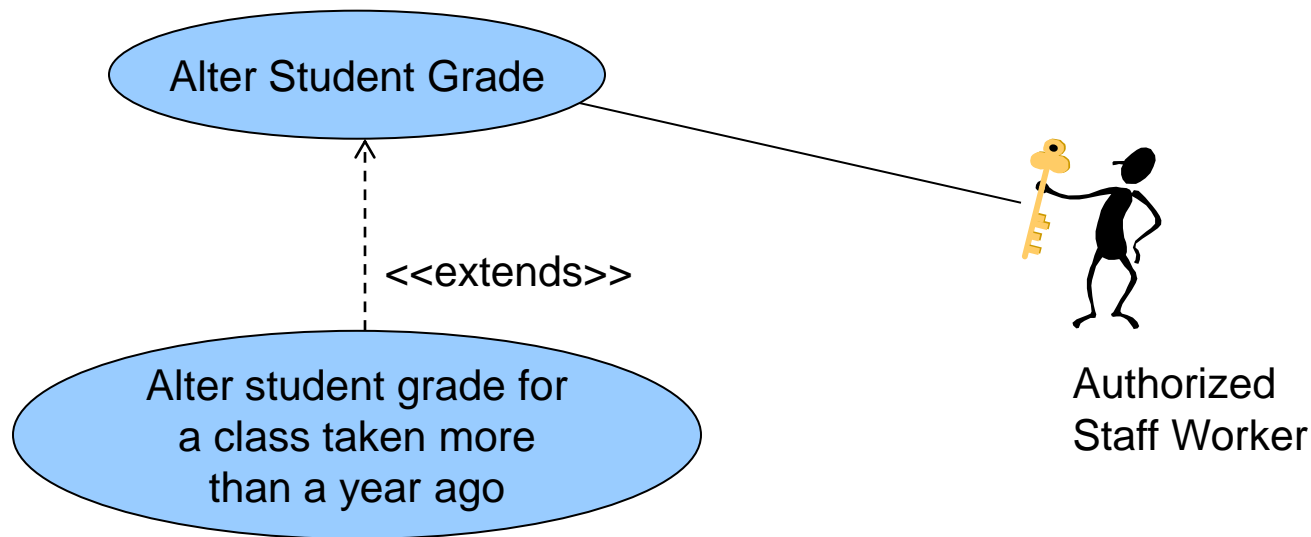 Alter Student Grade
<<extends>>
Alter student grade for
a class taken more
than a year ago
Authorized
Staff Worker